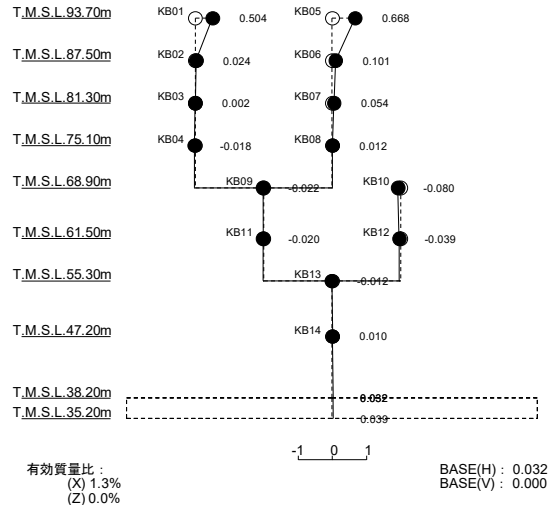 T.M.S.L.93.70m KB01 0.504 KB05 0.668
T.M.S.L.87.50m KB02 0.024 KB06 0.101
T.M.S.L.81.30m KB03 0.002 KB07 0.054
T.M.S.L.75.10m KB04 -0.018 KB08 0.012
T.M.S.L.68.90m KB09 -0.022 KB10 -0.080
T.M.S.L.61.50m KB11 -0.020 KB12 -0.039
T.M.S.L.55.30m KB13 -0.012
T.M.S.L.47.20m KB14 0.010
T.M.S.L.38.20m 0.032
T.M.S.L.35.20m 0.039
-1 0 1
有効質量比:
(X) 1.3%
(Z) 0.0%
BASE(H) : 0.032
BASE(V) : 0.000